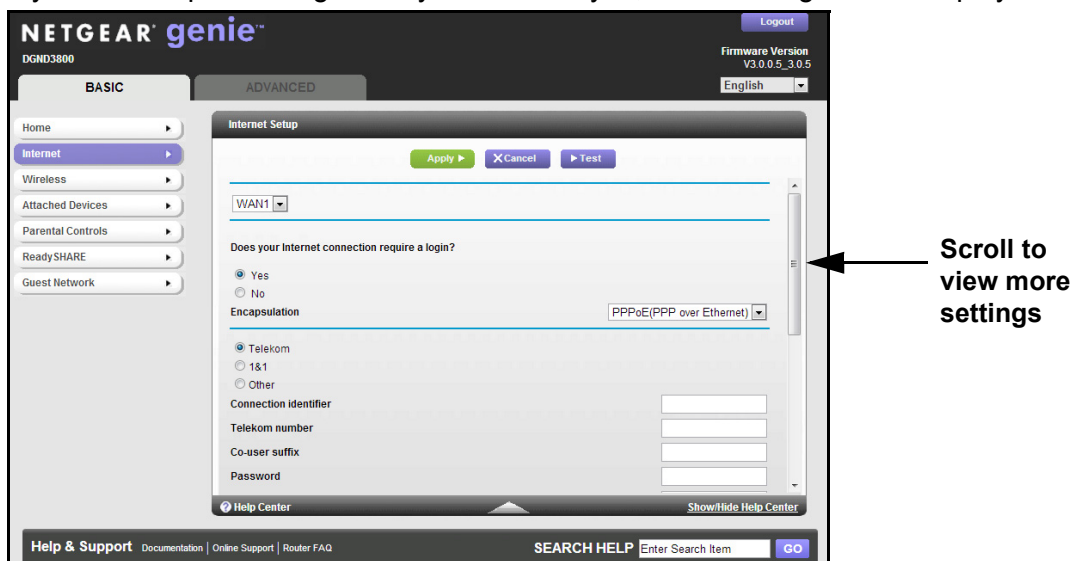 NETGEAR® genie™
Logout
DGND3800
Firmware Version
V3.0.0.5_3.0.5
BASIC
ADVANCED
English
Home
Internet
Wireless
Attached Devices
Parental Controls
ReadySHARE
Guest Network
Internet Setup
Apply
X Cancel
Test
WAN1
Does your Internet connection require a login?
Yes
No
Encapsulation
PPPoE(PPP over Ethernet)
Telekom
1&1
Other
Connection identifier
Telekom number
Co-user suffix
Password
Help Center
Show/Hide Help Center
Help & Support Documentation | Online Support | Router FAQ
SEARCH HELP Enter Search Item GO
Scroll to
view more
settings